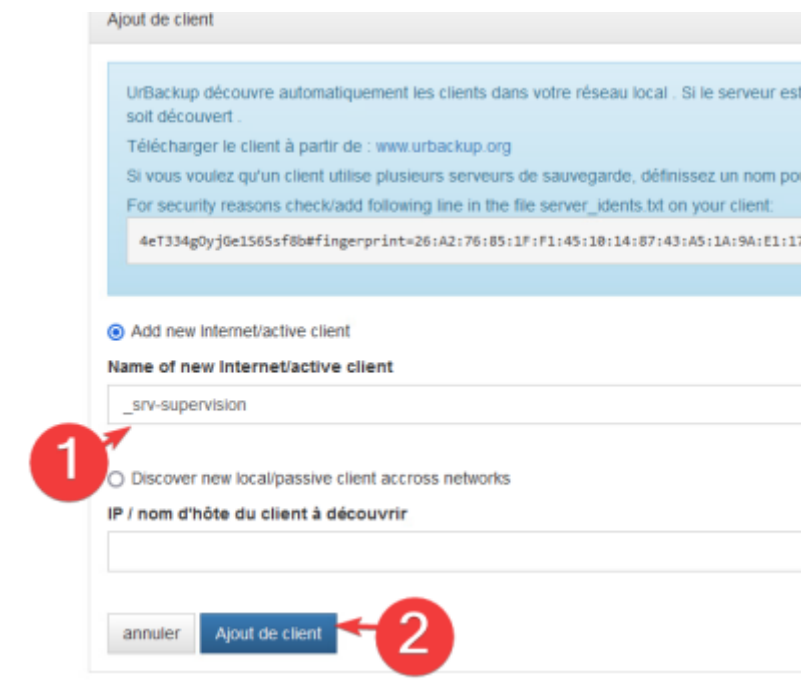 Ajout de client
UrBackup découvre automatiquement les clients dans votre réseau local . Si le serveur est
soit découvert .
Télécharger le client à partir de : www.urbackup.org
Si vous voulez qu'un client utilise plusieurs serveurs de sauvegarde, définissez un nom pou
For security reasons check/add following line in the file server_idents.txt on your client:
4eT334gOyjGe1S65sf8b#fingerprint=26:A2:76:85:1F:F1:45:10:14:87:43:A5:1A:9A:E1:17
Add new Internet/active client
Name of new Internet/active client
_srv-supervision
1
Discover new local/passive client accross networks
IP / nom d'hôte du client à découvrir
annuler
Ajout de client
2